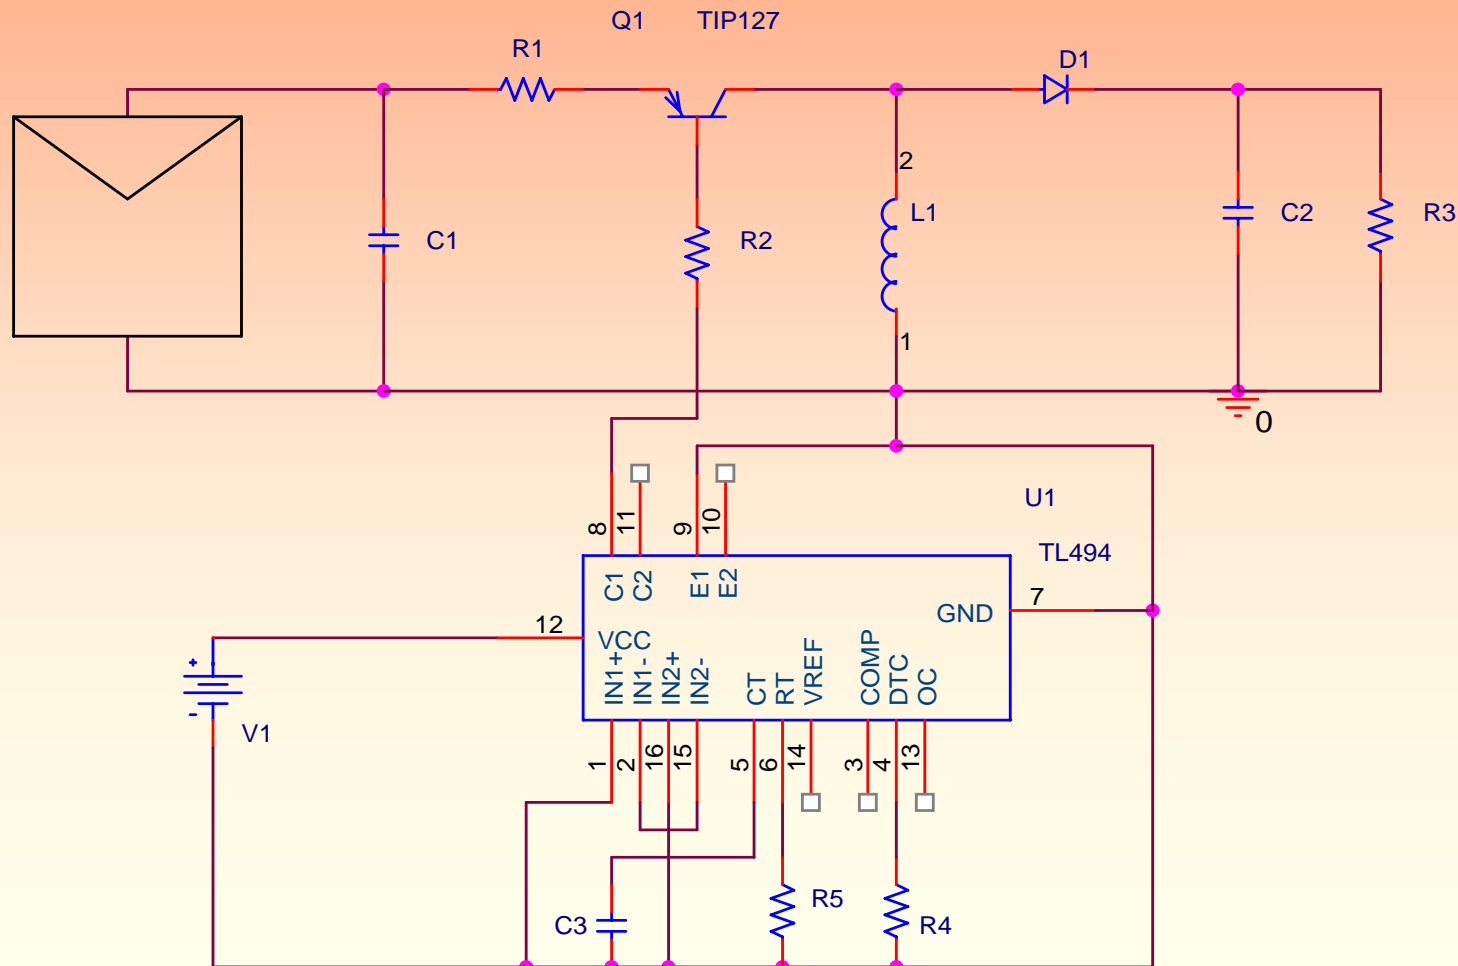 Q1 TIP127
R1
D1
2
C1
R2
L1
C2
R3
1
0
U1
8
11
9
10
TL494
C1
C2
E1
E2
GND
7
12
VCC
IN1+
IN1-
IN2+
IN2-
CT
RT
VREF
COMP
DTC
OC
+
-
V1
1
2
16
15
5
6
14
3
4
13
C3
R5
R4